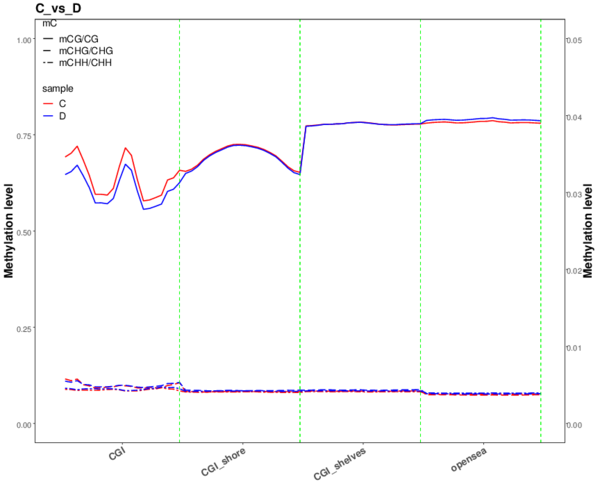 C_vs_D
mC
mCG/CG
mCHG/CHG
mCHH/CHH
sample
C
D
Methylation level
1.00
0.75
0.50
0.25
0.00
0.05
0.04
0.03
0.02
0.01
0.00
Methylation level
CGI
CGI_shore
CGI_shelves
opensea